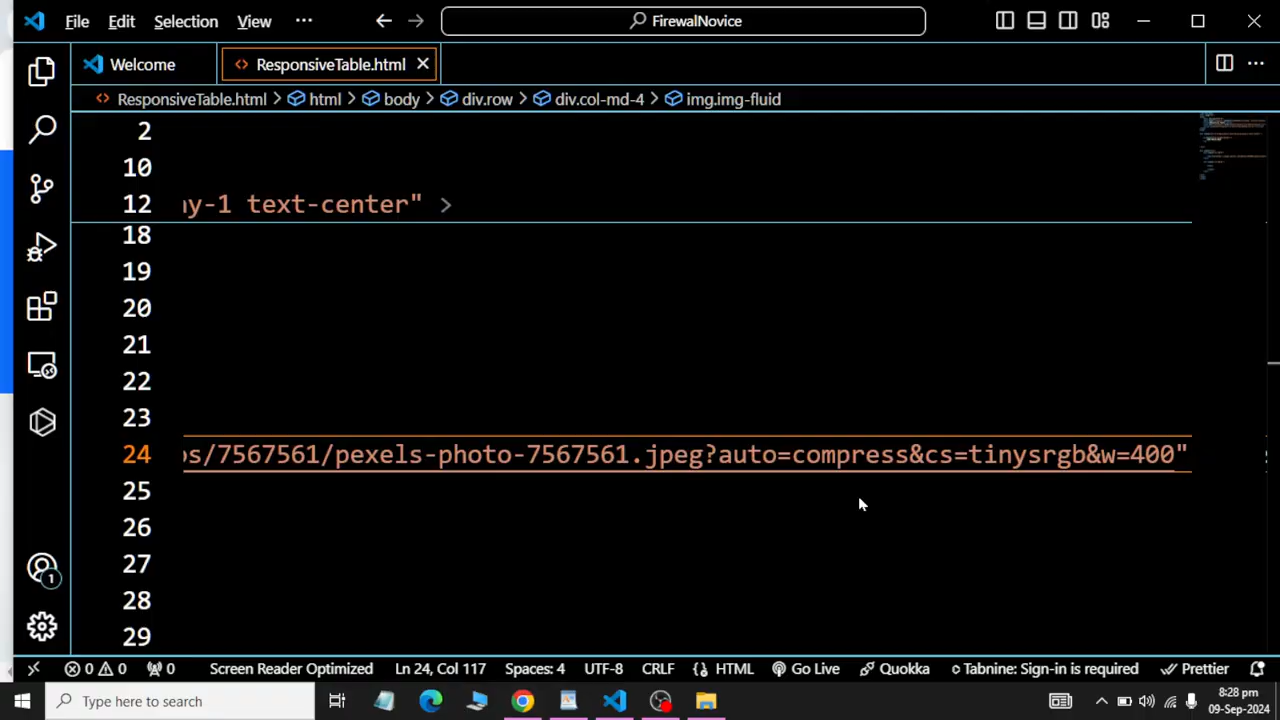 File Edit Selection View ··· FirewalNovice
Welcome ResponsiveTable.html
ResponsiveTable.html > html > body > div.row > div.col-md-4 > img.img-fluid
2
10
12 ny-1 text-center" >
18
19
20
21
22
23
24 os/7567561/pexels-photo-7567561.jpeg?auto=compress&cs=tinysrgb&w=400"
25
26
27
28
29
1
0 0 0 Screen Reader Optimized Ln 24, Col 117 Spaces: 4 UTF-8 CRLF {} HTML Go Live Quokka Tabnine: Sign-in is required Prettier
Type here to search
8:28 pm
09-Sep-2024